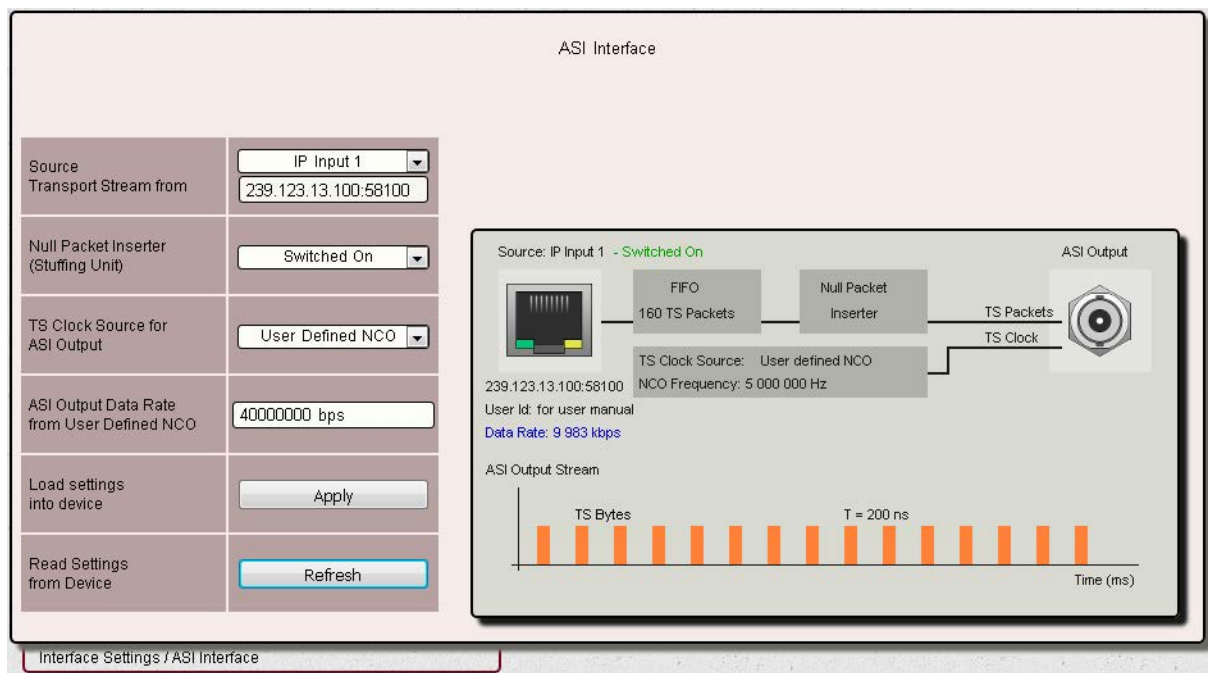 ASI Interface
Source
Transport Stream from
IP Input 1
239.123.13.100:58100
Null Packet Inserter
(Stuffing Unit)
Switched On
TS Clock Source for
ASI Output
User Defined NCO
ASI Output Data Rate
from User Defined NCO
40000000 bps
Load settings
into device
Apply
Read Settings
from Device
Refresh
Source: IP Input 1 - Switched On
ASI Output
FIFO
160 TS Packets
Null Packet
Inserter
TS Packets
TS Clock
TS Clock Source: User defined NCO
NCO Frequency: 5 000 000 Hz
239.123.13.100:58100
User Id: for user manual
Data Rate: 9 983 kbps
ASI Output Stream
TS Bytes
T = 200 ns
Time (ms)
Interface Settings / ASI Interface